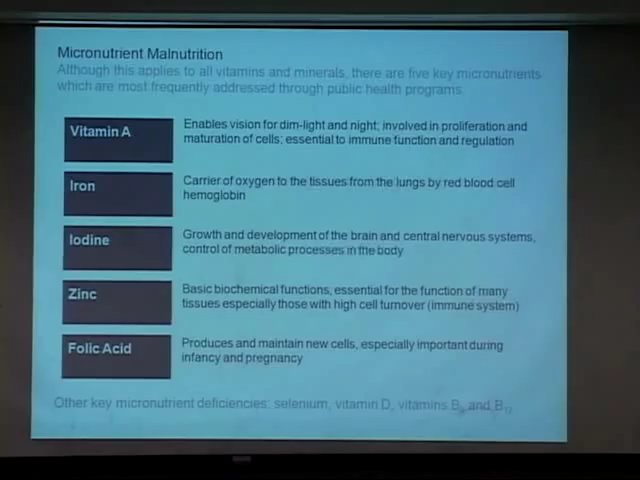 Micronutrient Malnutrition
Although this applies to all vitamins and minerals, there are five key micronutrients
which are most frequently addressed through public health programs.
Vitamin A
Enables vision for dim-light and night; involved in proliferation and
maturation of cells; essential to immune function and regulation
Iron
Carrier of oxygen to the tissues from the lungs by red blood cell
hemoglobin
Iodine
Growth and development of the brain and central nervous systems,
control of metabolic processes in the body
Zinc
Basic biochemical functions, essential for the function of many
tissues especially those with high cell turnover (immune system)
Folic Acid
Produces and maintain new cells, especially important during
infancy and pregnancy
Other key micronutrient deficiencies: selenium, vitamin D, vitamins B and B12